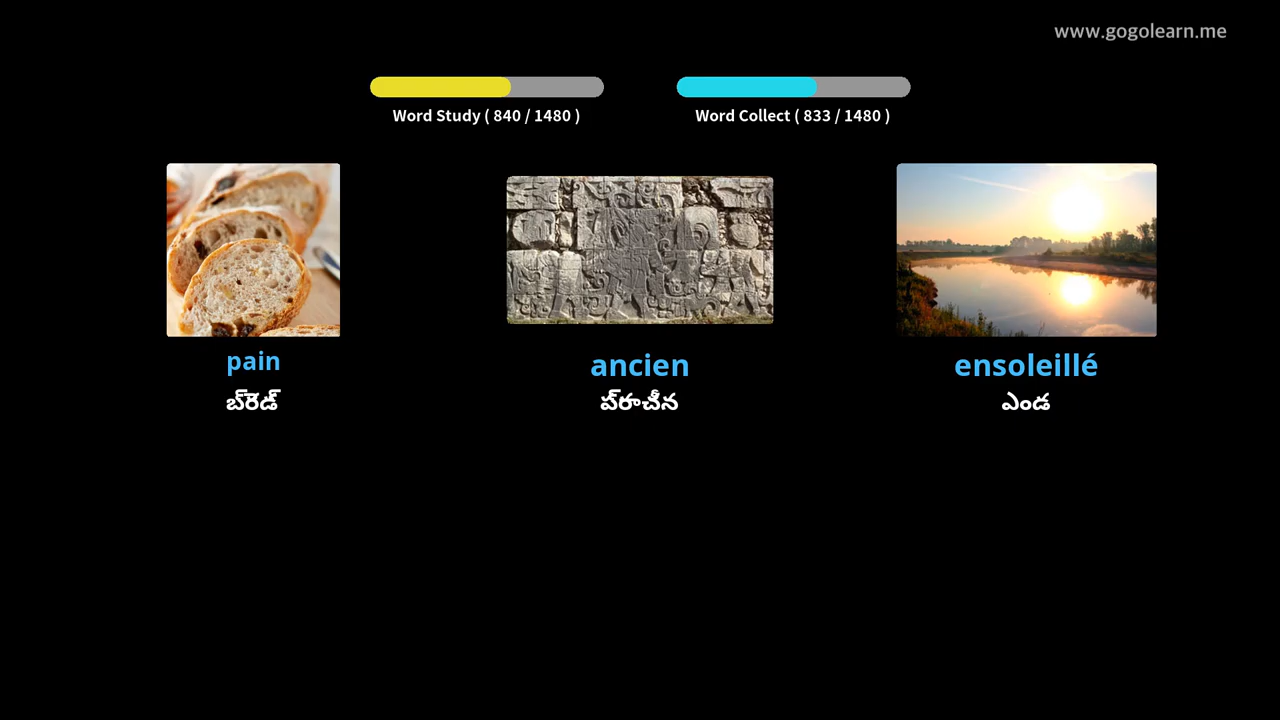 www.gogolearn.me
Word Study ( 840 / 1480 )
Word Collect ( 833 / 1480 )
pain
ancien
ensoleillé
బ్రెడ్
ప్రాచీన
ఎండ